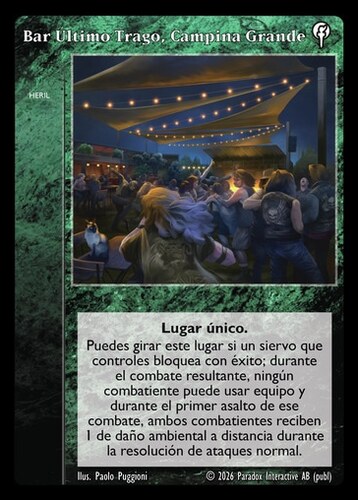 Bar Ultimo Trago, Campina Grande
HERIL
Lugar único.
Puedes girar este lugar si un siervo que
controles bloquea con éxito; durante
el combate resultante, ningún
combatiente puede usar equipo y
durante el primer asalto de ese
combate, ambos combatientes reciben
1 de daño ambiental a distancia durante
la resolución de ataques normal.
Ilus. Paolo Puggioni
© 2026 Paradox Interactive AB (publ)